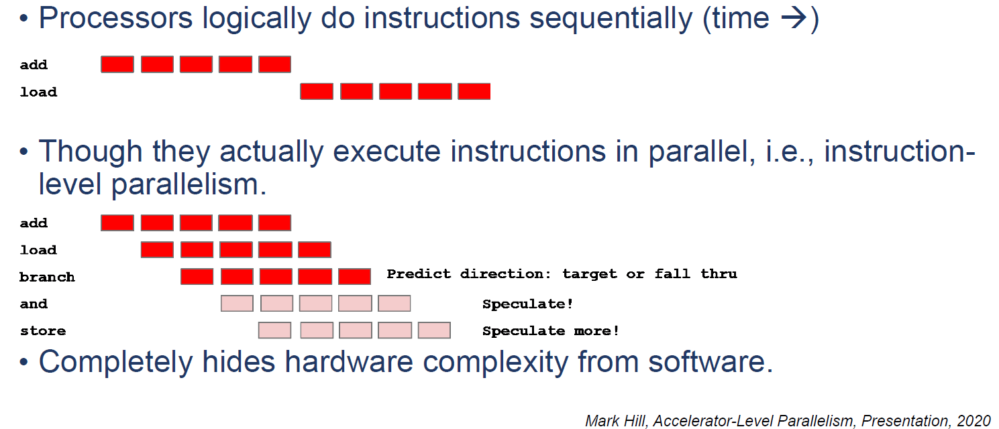 • Processors logically do instructions sequentially (time →)
add
load
• Though they actually execute instructions in parallel, i.e., instruction-
level parallelism.
add
load
branch Predict direction: target or fall thru
and Speculate!
store Speculate more!
• Completely hides hardware complexity from software.
Mark Hill, Accelerator-Level Parallelism, Presentation, 2020